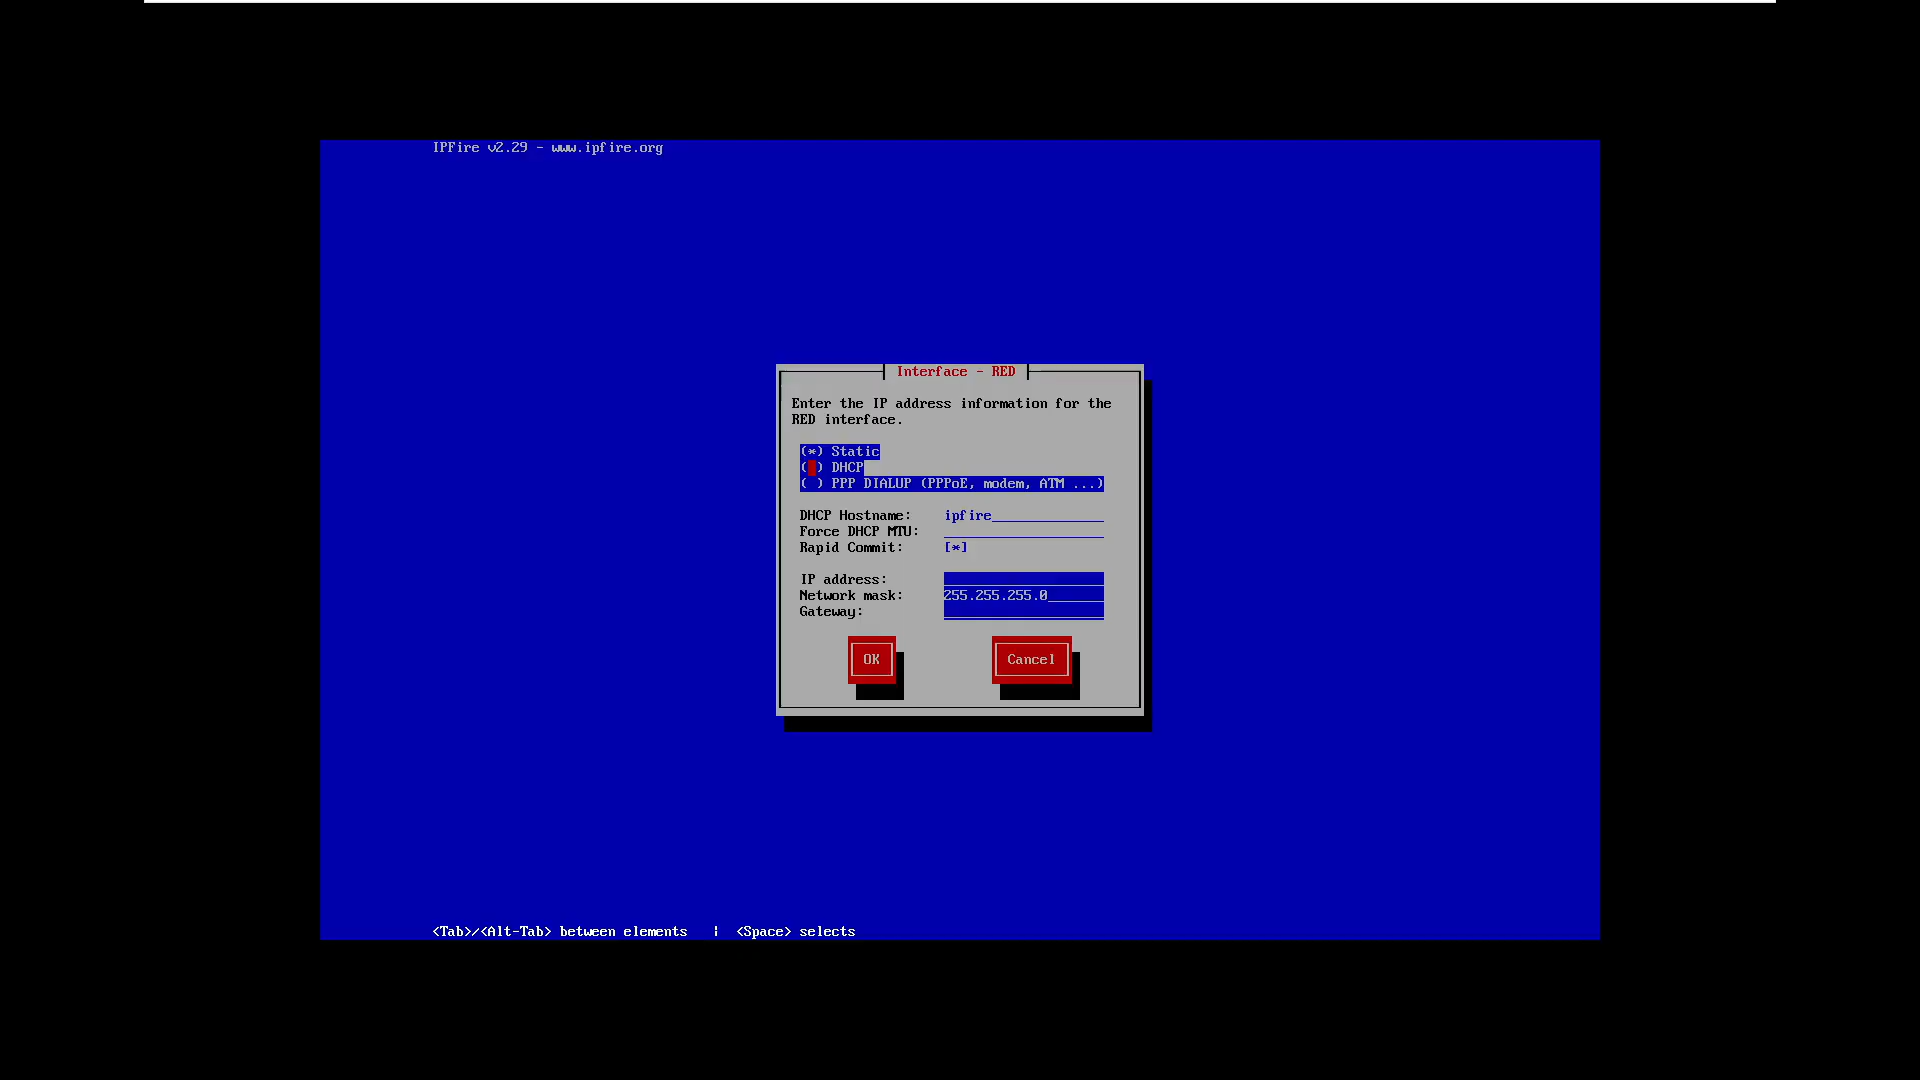 IPFire v2.29 - www.ipfire.org
Interface - RED
Enter the IP address information for the
RED interface.
(*) Static
( ) DHCP
( ) PPP DIALUP (PPPoE, modem, ATM ...)
DHCP Hostname: ipfire
Force DHCP MTU:
Rapid Commit: [*]
IP address:
Network mask: 255.255.255.0
Gateway:
OK Cancel
<Tab>/<Alt-Tab> between elements | <Space> selects